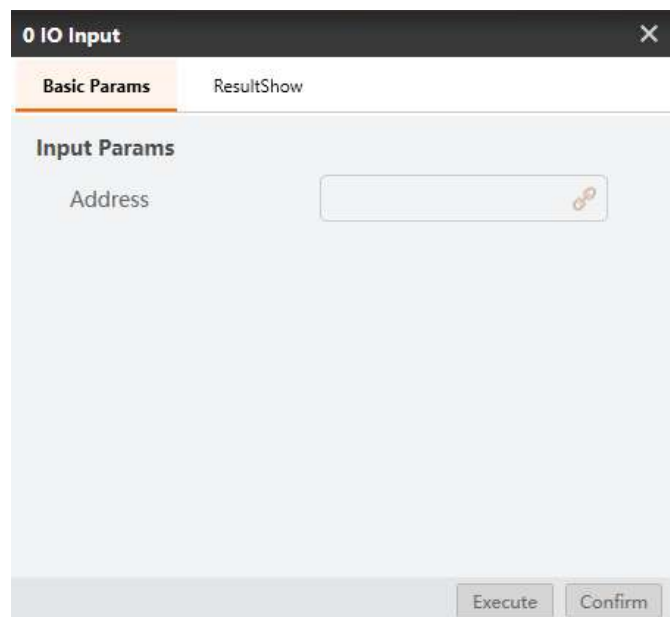 0 IO Input
Basic Params ResultShow
Input Params
Address
Execute Confirm